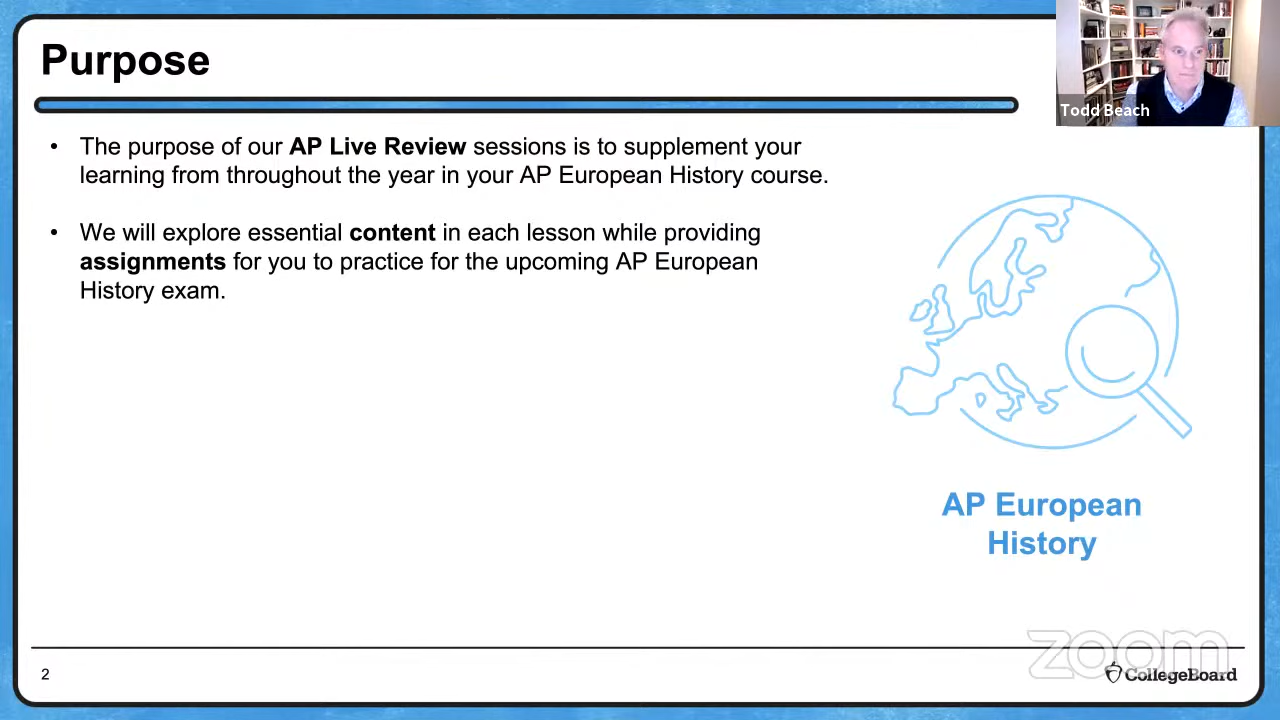 Purpose
Todd Beach
• The purpose of our AP Live Review sessions is to supplement your
learning from throughout the year in your AP European History course.
• We will explore essential content in each lesson while providing
assignments for you to practice for the upcoming AP European
History exam.
AP European
History
zoom
2
CollegeBoard